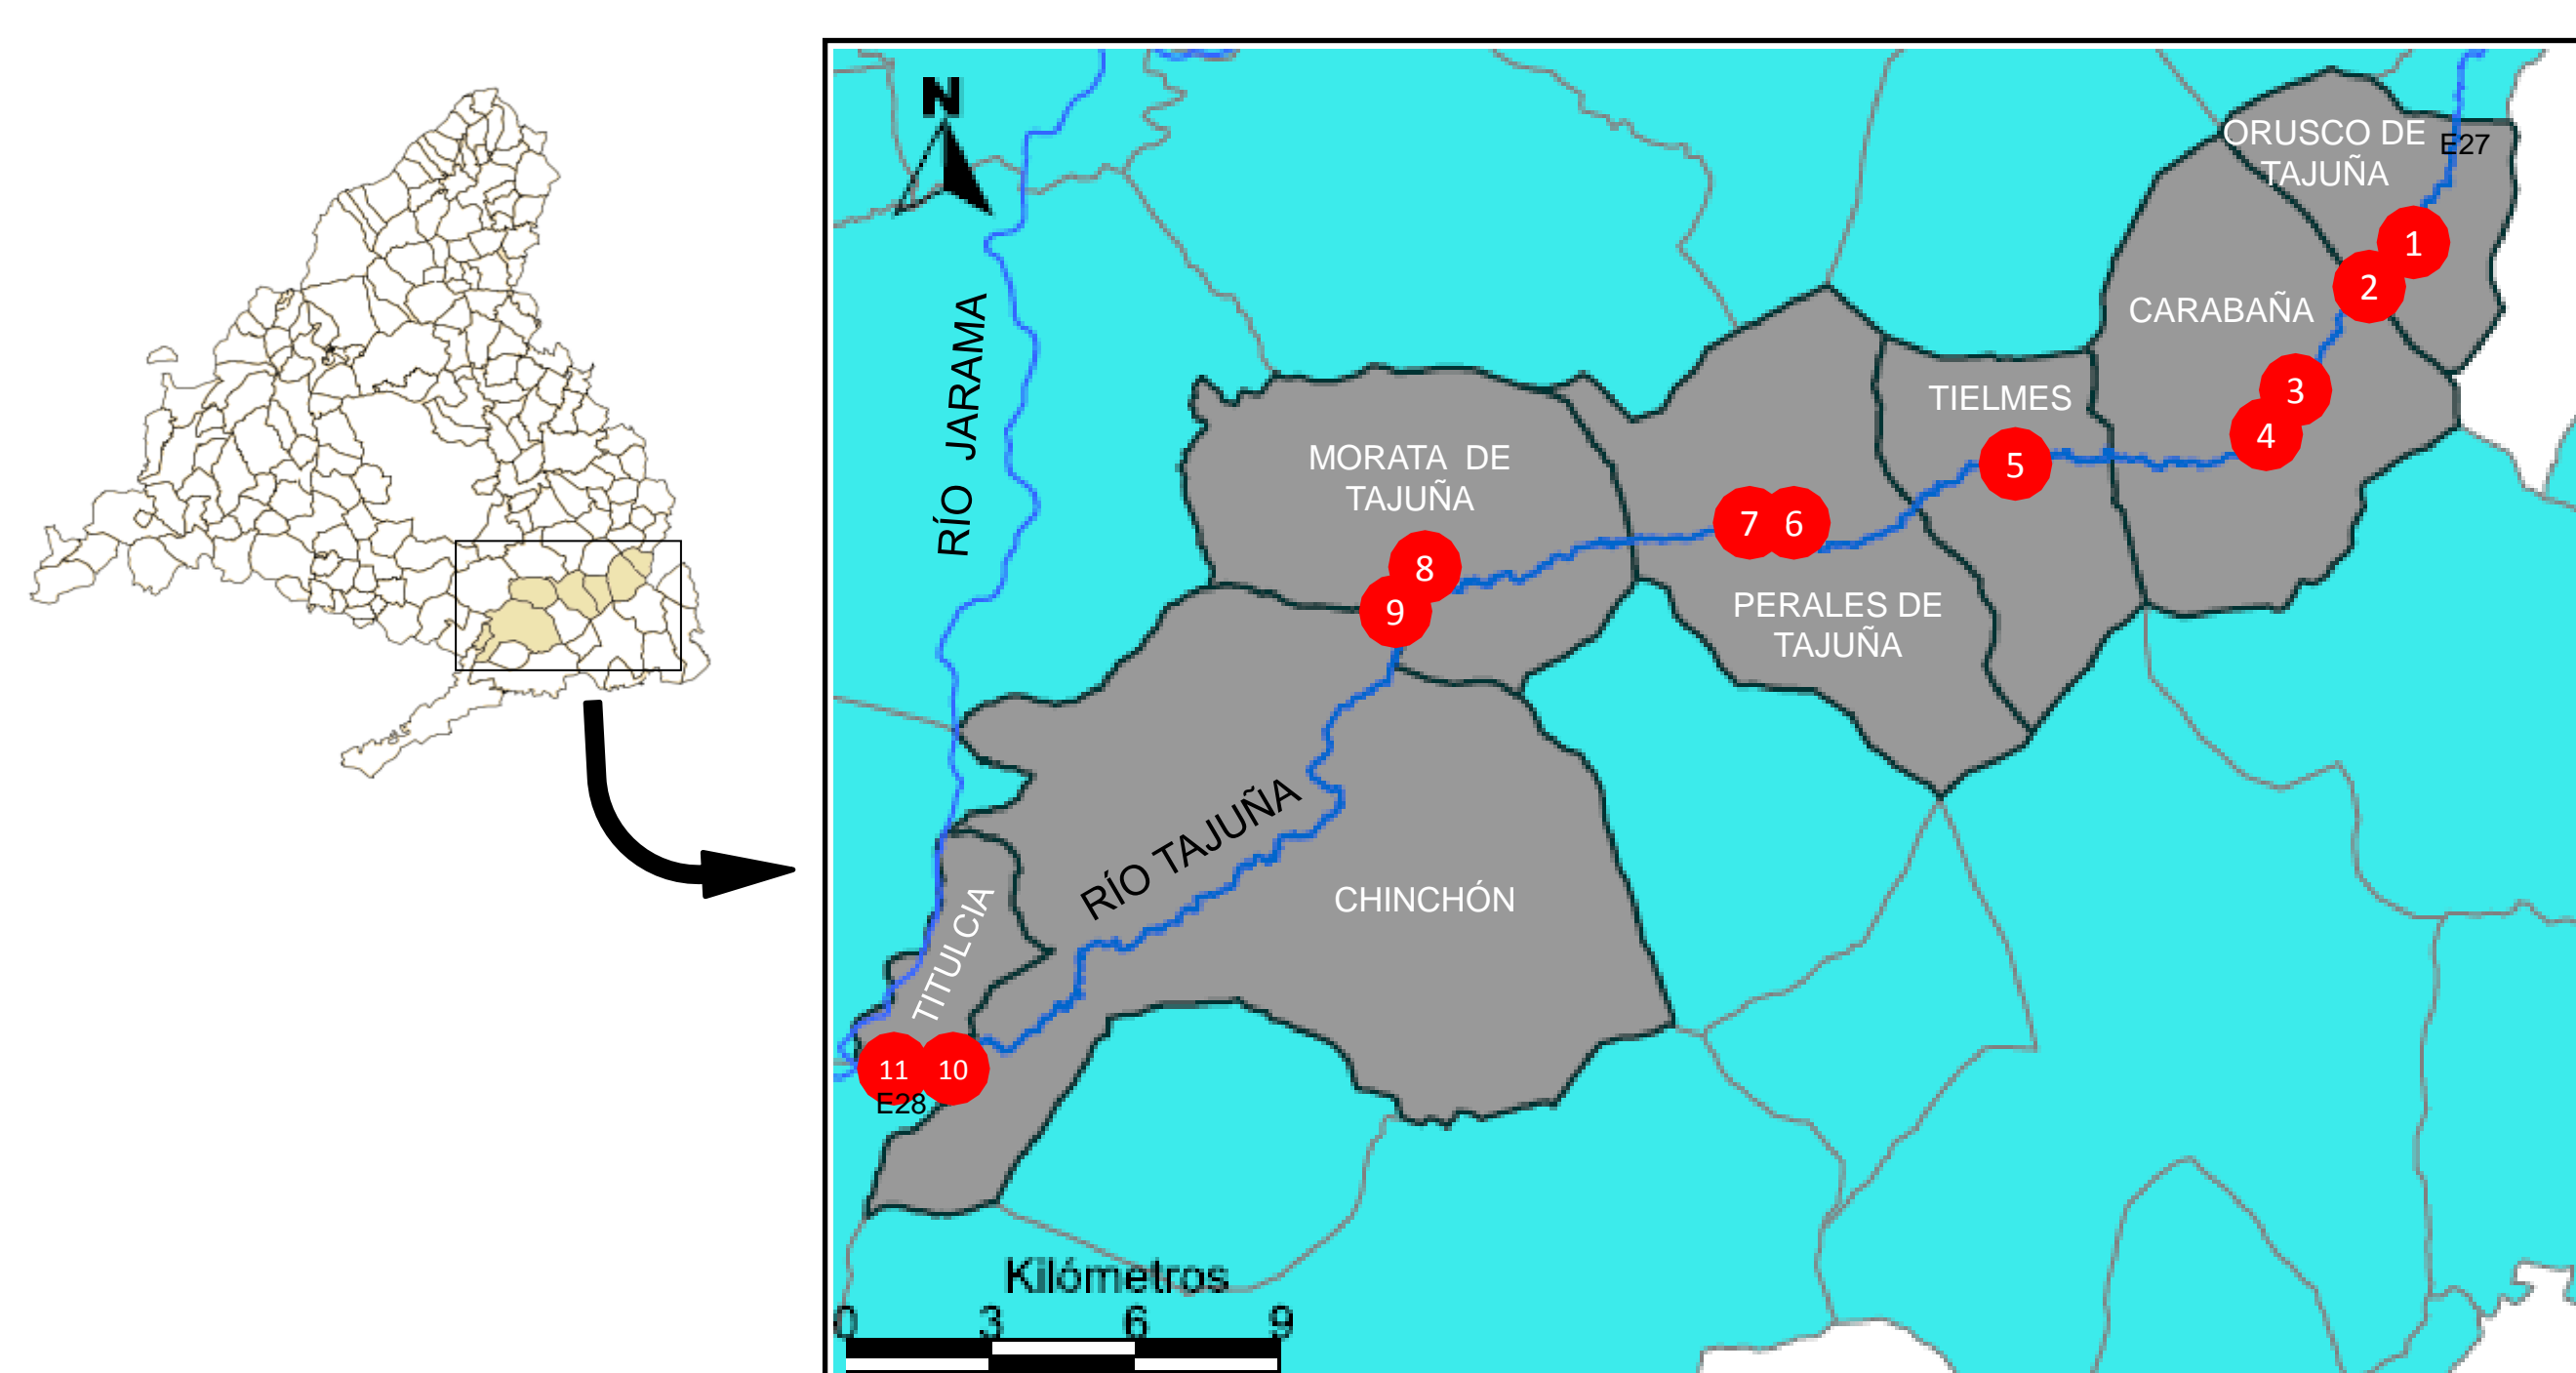 N
ORUSCO DE
TAJUÑA
E27
1
2
CARABAÑA
3
4
TIELMES
5
RÍO JARAMA
MORATA DE
TAJUÑA
7
6
8
9
PERALES DE
TAJUÑA
RÍO TAJUÑA
CHINCHÓN
TITULCIA
11
10
E28
Kilómetros
0 3 6 9